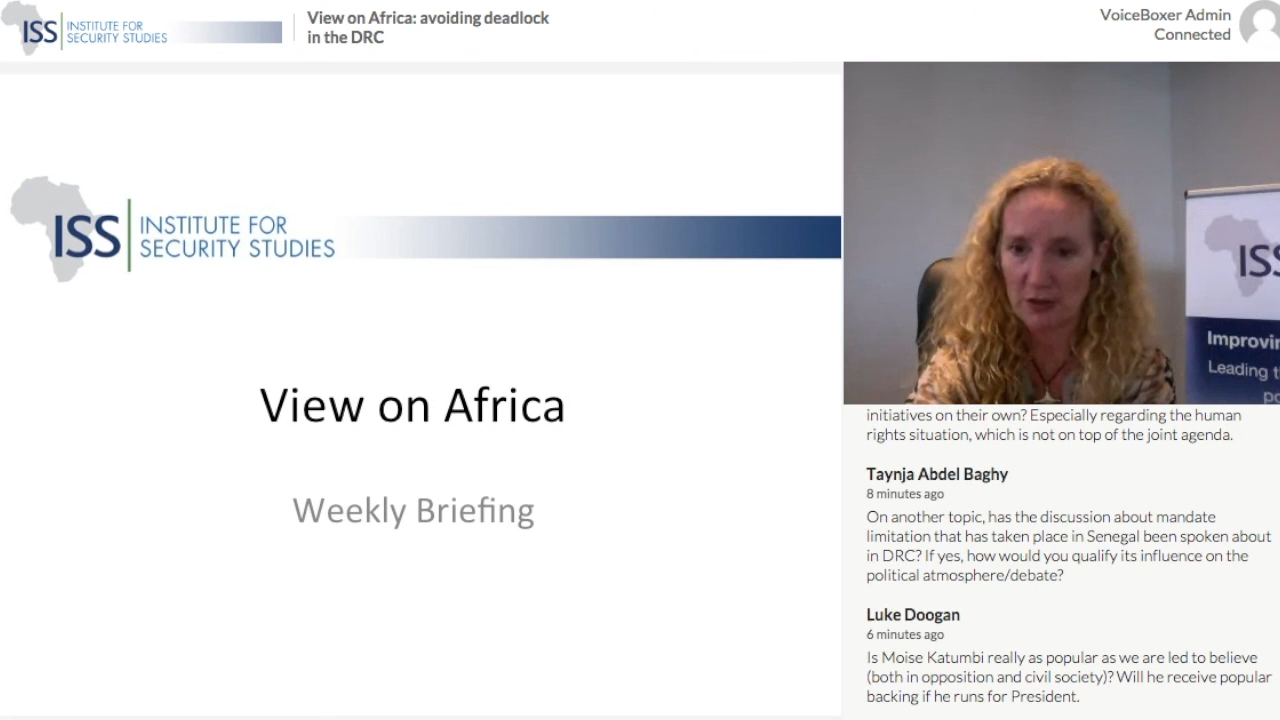 ISS
INSTITUTE FOR
SECURITY STUDIES
View on Africa: avoiding deadlock
in the DRC
VoiceBoxer Admin
Connected
ISS
INSTITUTE FOR
SECURITY STUDIES
View on Africa
Weekly Briefing
ISS
Improvin
Leading t
po
initiatives on their own? Especially regarding the human
rights situation, which is not on top of the joint agenda.
Taynja Abdel Baghy
8 minutes ago
On another topic, has the discussion about mandate
limitation that has taken place in Senegal been spoken about
in DRC? If yes, how would you qualify its influence on the
political atmosphere/debate?
Luke Doogan
6 minutes ago
Is Moise Katumbi really as popular as we are led to believe
(both in opposition and civil society)? Will he receive popular
backing if he runs for President.